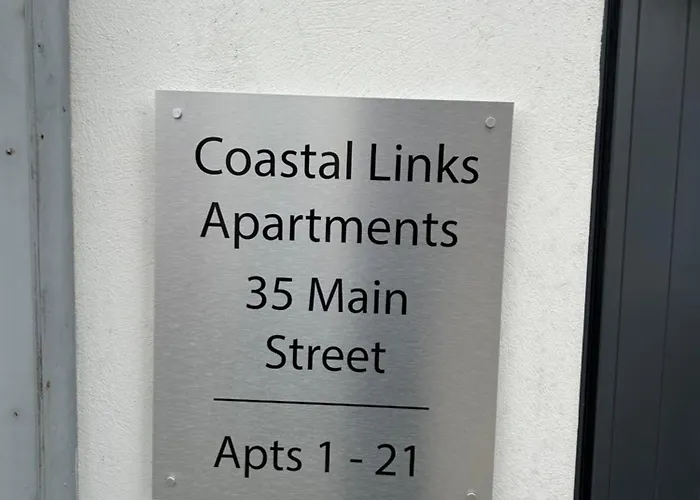 Coastal Links
Apartments
35 Main
Street
Apts 1 - 21